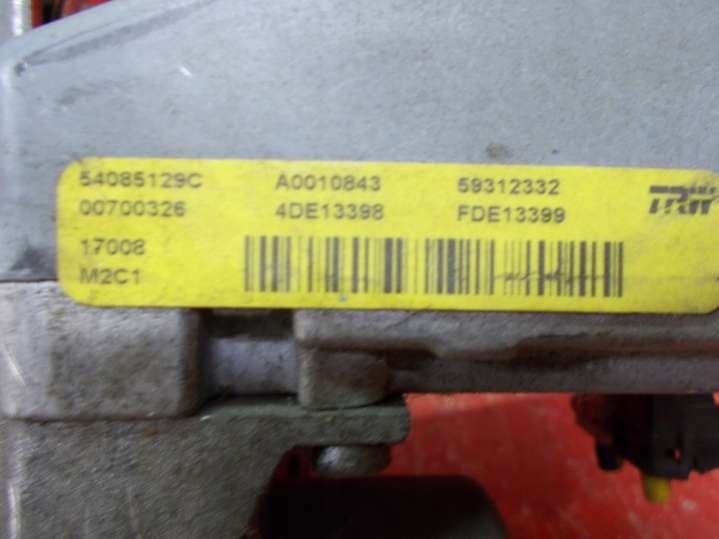 54085129C A0010843 59312332
00700326 4DE13398 FDE13399 TRW
17008
M2C1